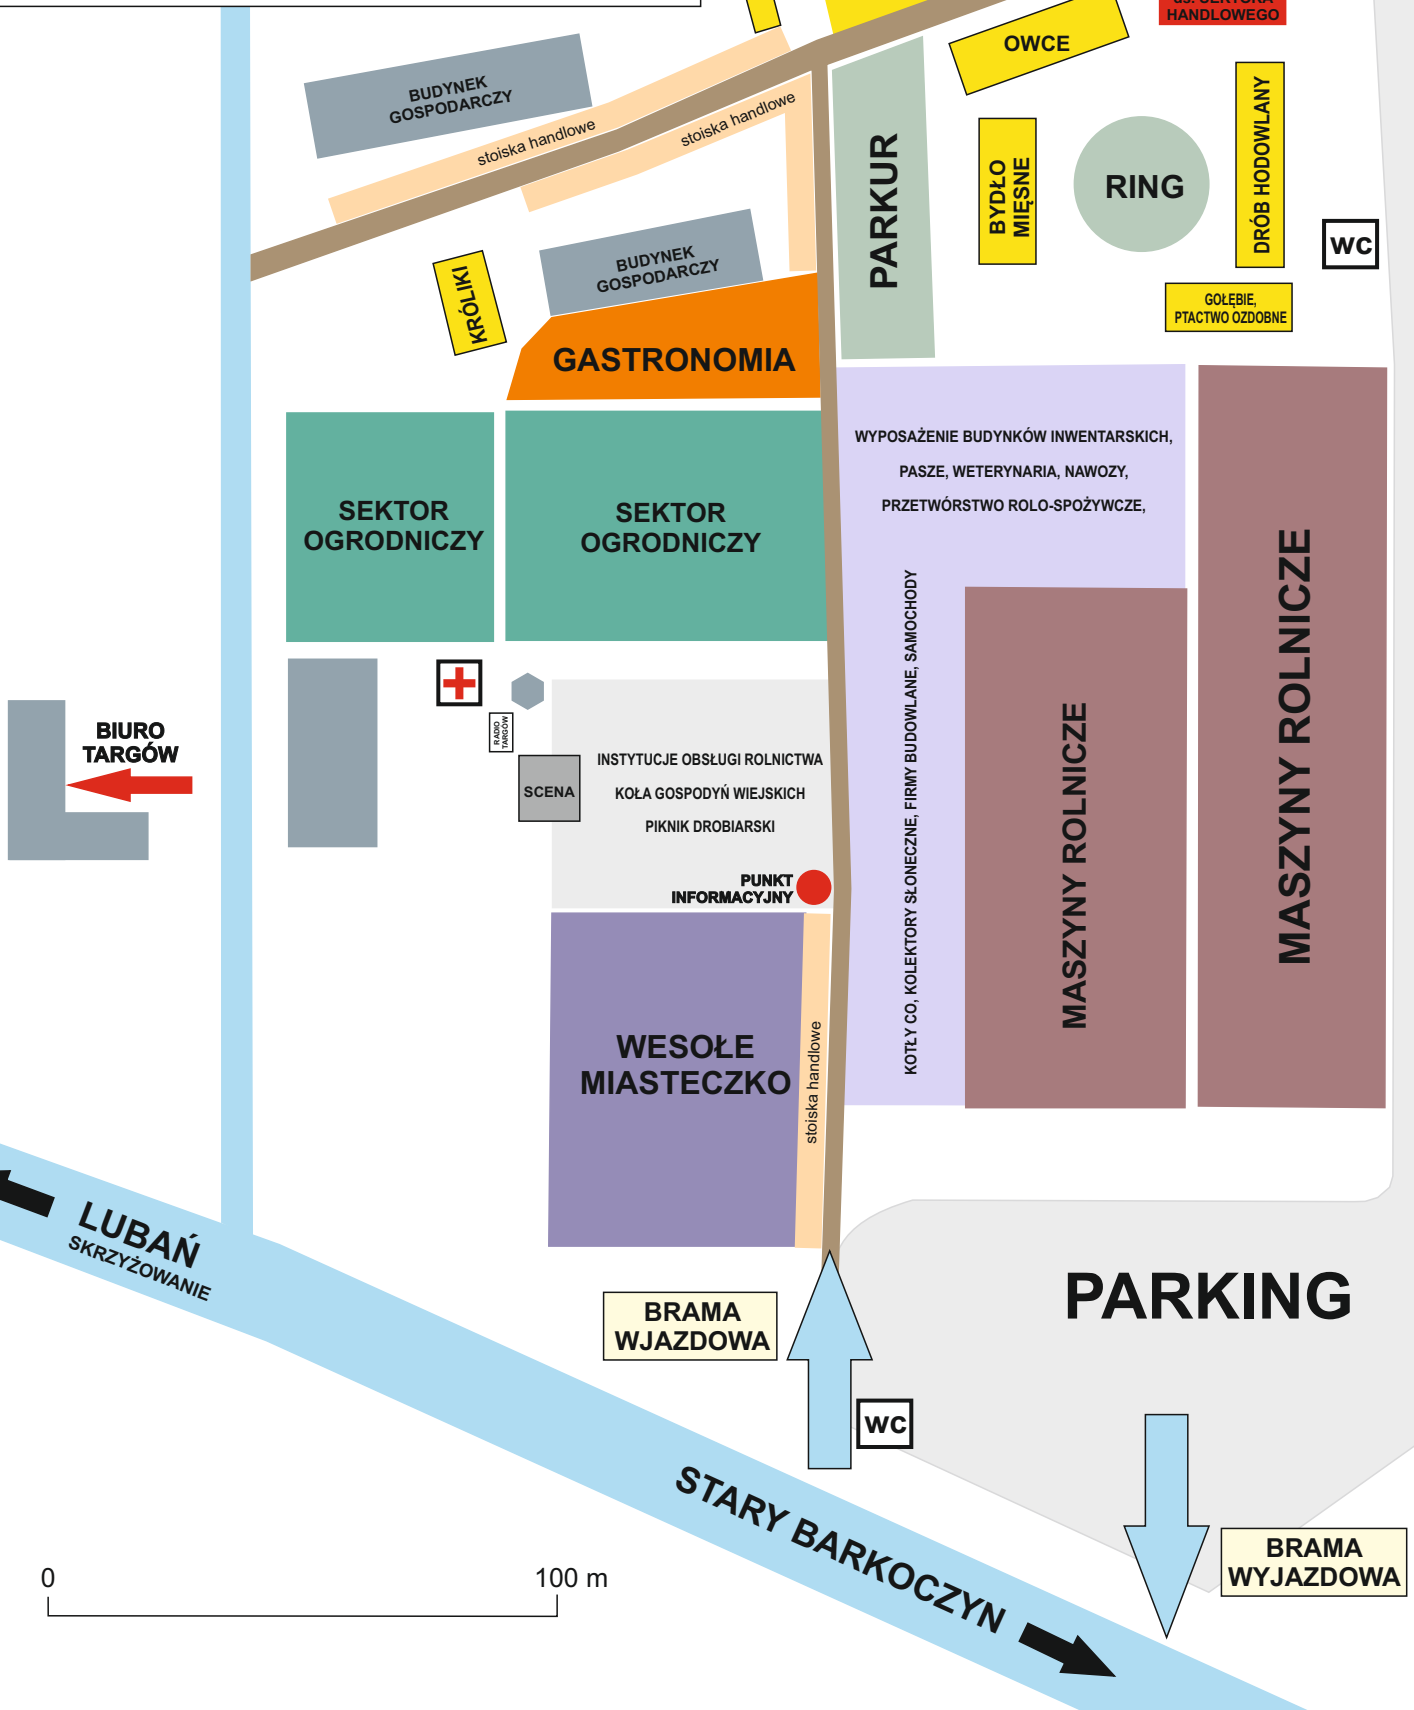 HANDLOWEGO
OWCE
BUDYNEK
GOSPODARCZY
stoiska handlowe
stoiska handlowe
PARKUR
BYDŁO
MIĘSNE
RING
DRÓB HODOWLANY
WC
GOŁĘBIE,
PTACTWO OZDOBNE
KRÓLIKI
BUDYNEK
GOSPODARCZY
GASTRONOMIA
SEKTOR
OGRODNICZY
SEKTOR
OGRODNICZY
WYPOSAŻENIE BUDYNKÓW INWENTARSKICH,
PASZE, WETERYNARIA, NAWOZY,
PRZETWÓRSTWO ROLO-SPOŻYWCZE,
KOTŁY CO, KOLEKTORY SŁONECZNE, FIRMY BUDOWLANE, SAMOCHODY
MASZYNY ROLNICZE
MASZYNY ROLNICZE
BIURO
TARGÓW
RADIO
TARGÓW
SCENA
INSTYTUCJE OBSŁUGI ROLNICTWA
KOŁA GOSPODYŃ WIEJSKICH
PIKNIK DROBIARSKI
PUNKT
INFORMACYJNY
WESOŁE
MIASTECZKO
stoiska handlowe
LUBAŃ
SKRZYŻOWANIE
BRAMA
WJAZDOWA
PARKING
WC
STARY BARKOCZYN
BRAMA
WYJAZDOWA
0
100 m